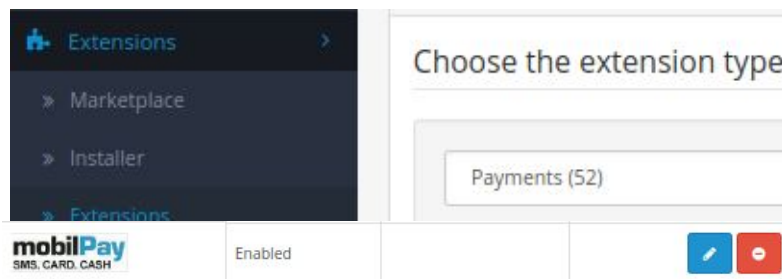 Extensions
Choose the extension type
» Marketplace
» Installer
Payments (52)
» Extensions
mobilPay
SMS. CARD. CASH
Enabled